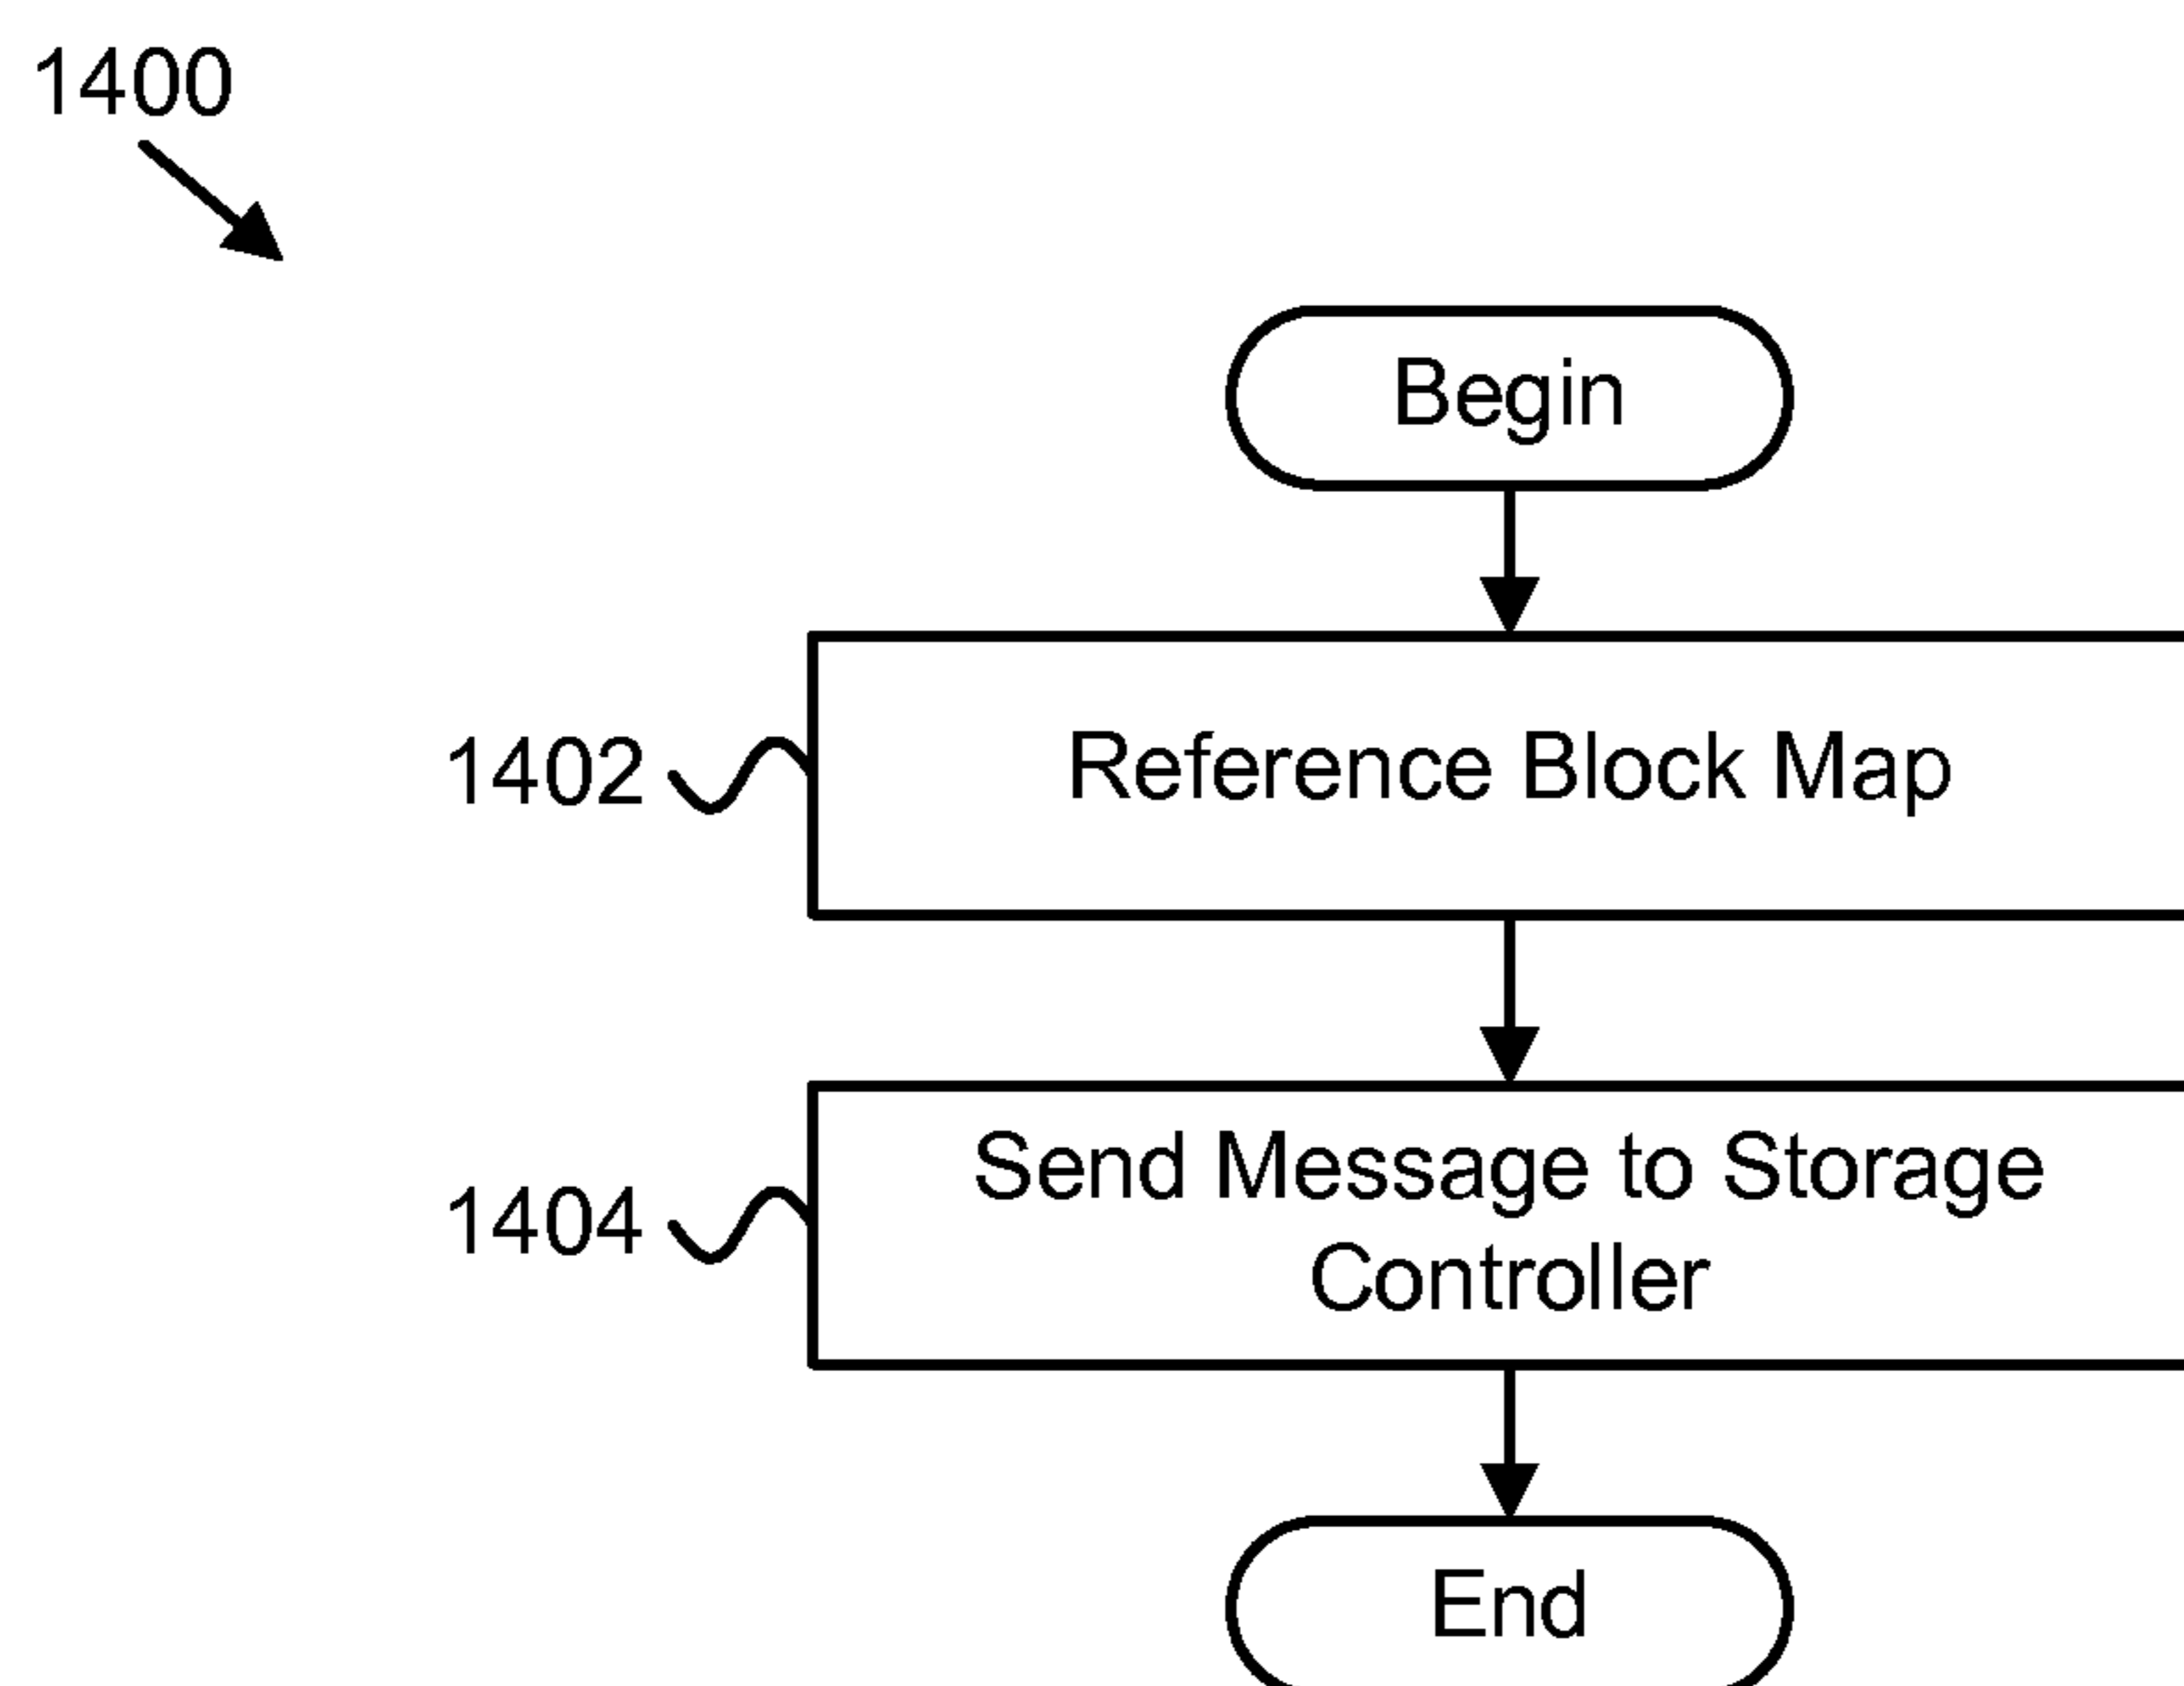 1400
Begin
1402
Reference Block Map
1404
Send Message to Storage
Controller
End